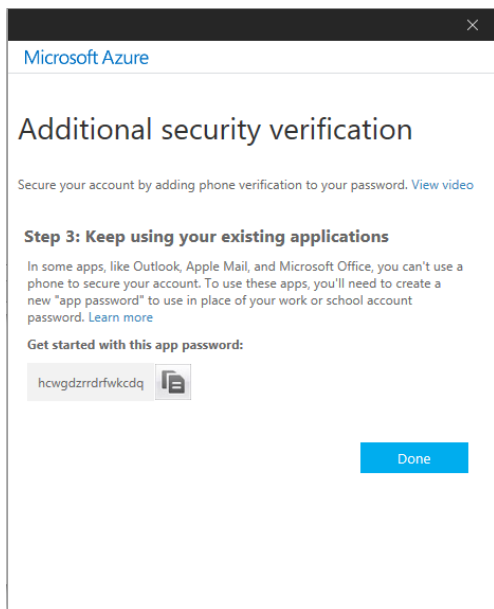 Microsoft Azure
Additional security verification
Secure your account by adding phone verification to your password. View video
Step 3: Keep using your existing applications
In some apps, like Outlook, Apple Mail, and Microsoft Office, you can't use a
phone to secure your account. To use these apps, you'll need to create a
new "app password" to use in place of your work or school account
password. Learn more
Get started with this app password:
hcwgdzrrdrfwkcdq
Done